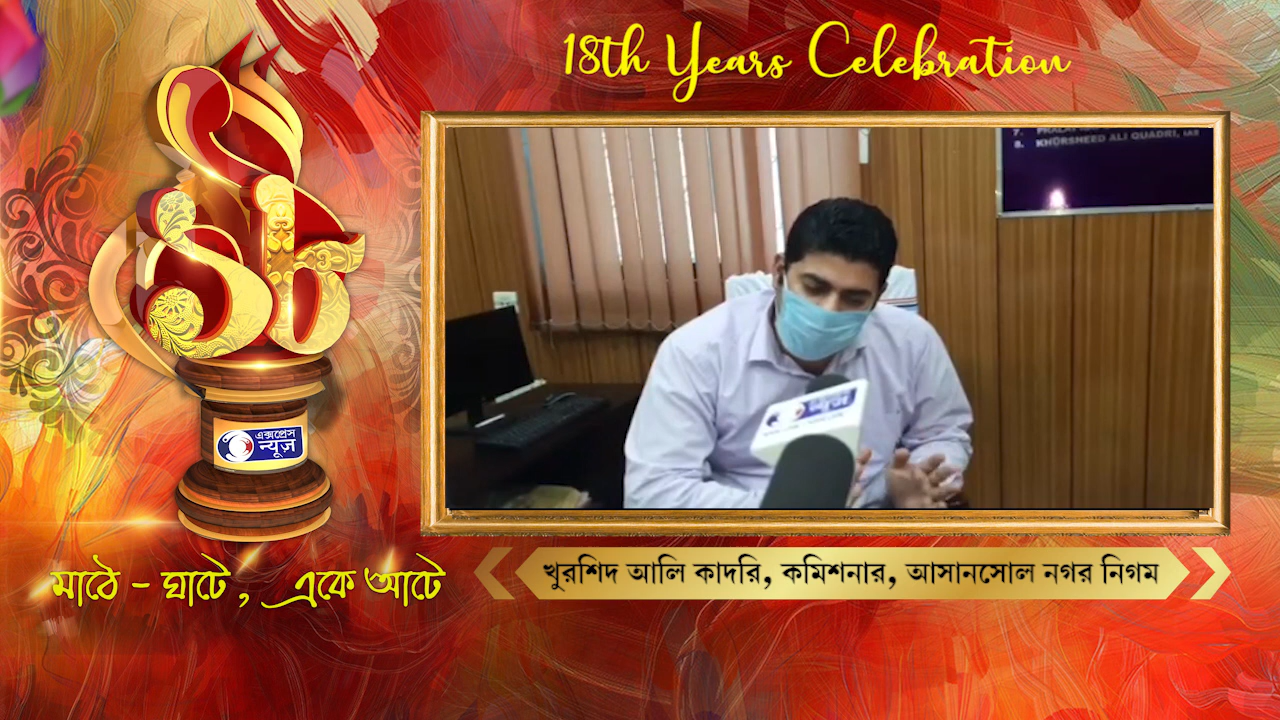 18th Years Celebration
8. KHURSHEED ALI QUADRI, IAS
১৮
এক্সপ্রেস
ন্যূজ
মাঠে - ঘাটে, একে আটে
খুরশিদ আলি কাদরি, কমিশনার, আসানসোল নগর নিগম